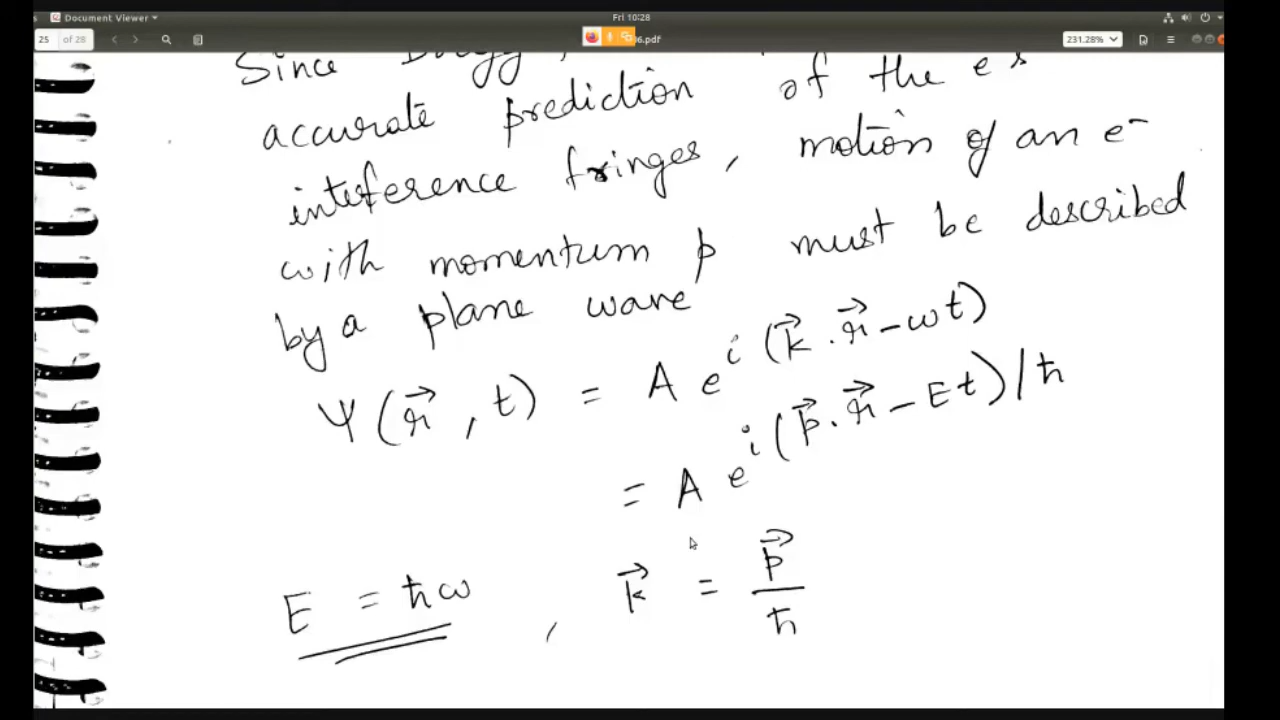 Document Viewer
Fri 10:28
25 of 28
06.pdf
231.28%
Since
accurate prediction of the e
interference fringes, motion of an e⁻
with momentum p must be described
by a plane wave
Ψ(r⃗, t) = A e^{i(k⃗.r⃗ - ωt)}
= A e^{i(p⃗.r⃗ - Et)/ħ}
E = ħω , k⃗ = p⃗/ħ